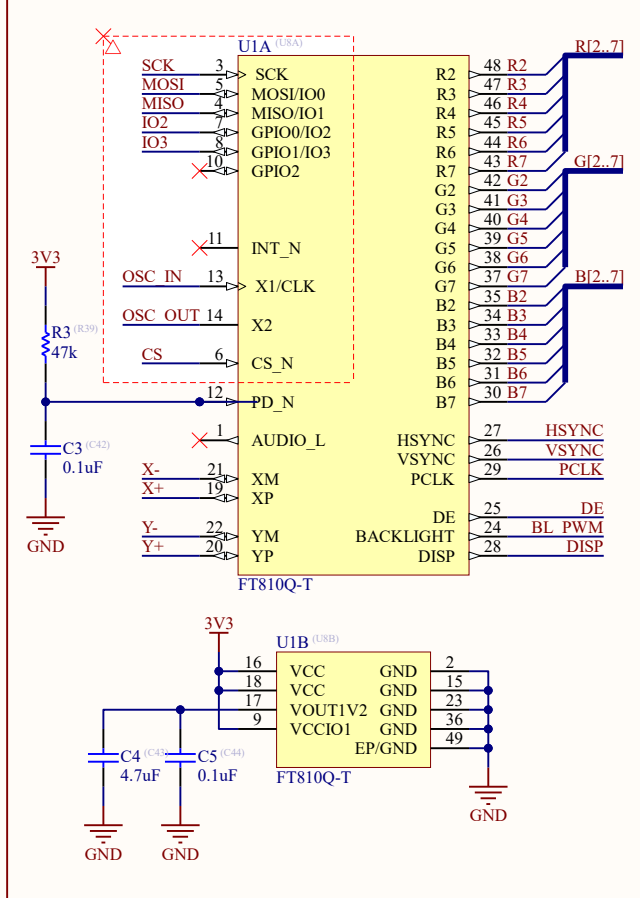 U1A (U8A)
SCK 3 SCK R2 48 R2 R[2..7]
MOSI 5 MOSI/IO0 R3 47 R3
MISO 4 MISO/IO1 R4 46 R4
IO2 7 GPIO0/IO2 R5 45 R5
IO3 8 GPIO1/IO3 R6 44 R6
10 GPIO2 R7 43 R7 G[2..7]
G2 42 G2
G3 41 G3
G4 40 G4
11 INT_N G5 39 G5
3V3 G6 38 G6
OSC_IN 13 X1/CLK G7 37 G7 B[2..7]
B2 35 B2
OSC_OUT 14 X2 B3 34 B3
R3 (R39) B4 33 B4
47k CS 6 CS_N B5 32 B5
B6 31 B6
12 PD_N B7 30 B7
1 AUDIO_L HSYNC 27 HSYNC
C3 (C42) VSYNC 26 VSYNC
0.1uF X- 21 XM PCLK 29 PCLK
X+ 19 XP
DE 25 DE
GND Y- 22 YM BACKLIGHT 24 BL_PWM
Y+ 20 YP DISP 28 DISP
FT810Q-T
3V3
U1B (U8B)
16 VCC GND 2
18 VCC GND 15
17 VOUT1V2 GND 23
9 VCCIO1 GND 36
EP/GND 49
C4 (C43) C5 (C44)
4.7uF 0.1uF FT810Q-T
GND
GND GND